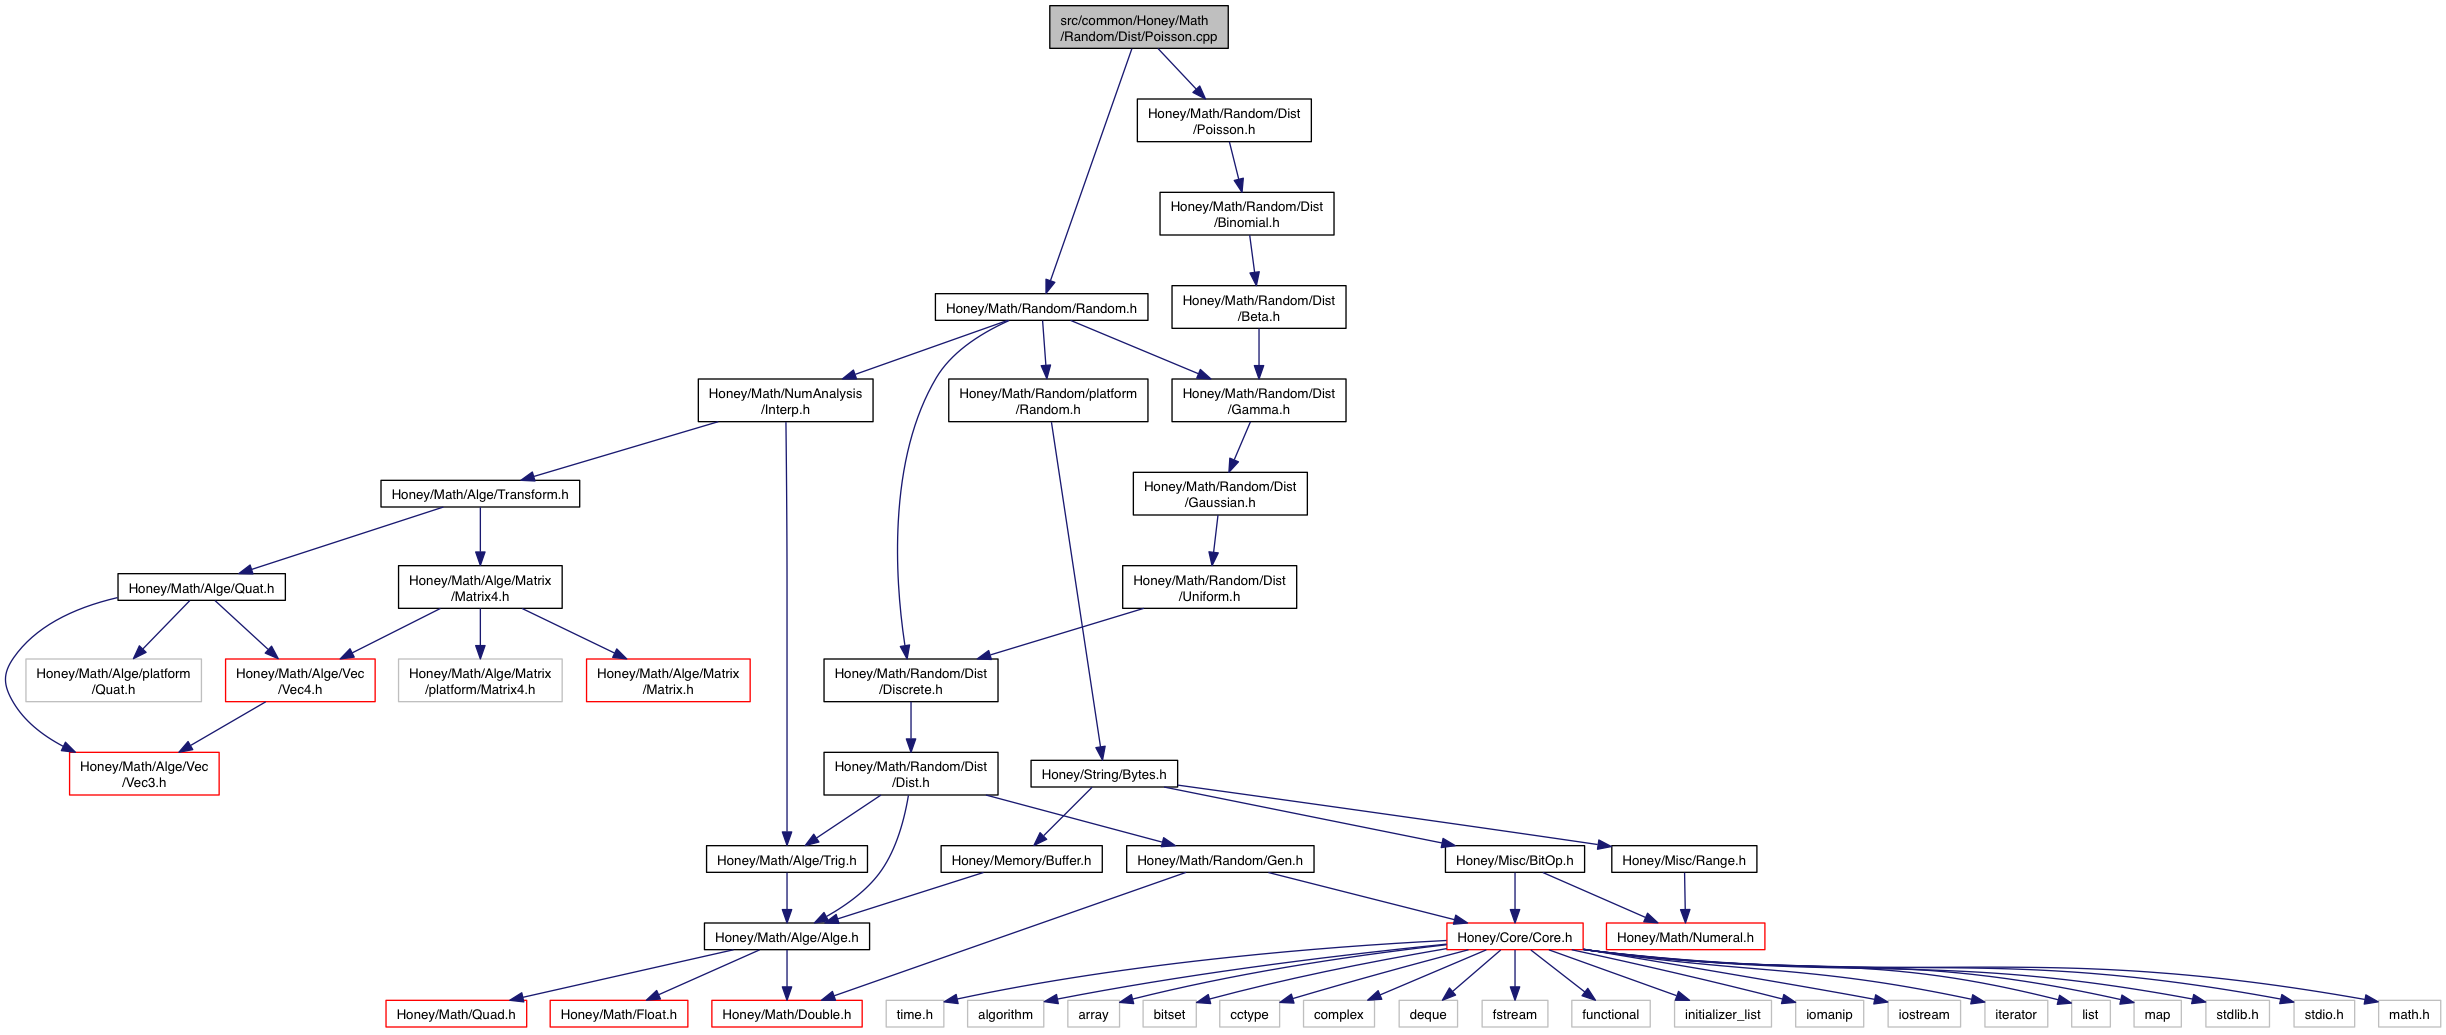 src/common/Honey/Math
/Random/Dist/Poisson.cpp
Honey/Math/Random/Dist
/Poisson.h
Honey/Math/Random/Dist
/Binomial.h
Honey/Math/Random/Dist
/Beta.h
Honey/Math/Random/Random.h
Honey/Math/NumAnalysis
/Interp.h
Honey/Math/Random/platform
/Random.h
Honey/Math/Random/Dist
/Gamma.h
Honey/Math/Alge/Transform.h
Honey/Math/Random/Dist
/Gaussian.h
Honey/Math/Alge/Quat.h
Honey/Math/Alge/Matrix
/Matrix4.h
Honey/Math/Random/Dist
/Uniform.h
Honey/Math/Alge/platform
/Quat.h
Honey/Math/Alge/Vec
/Vec4.h
Honey/Math/Alge/Matrix
/platform/Matrix4.h
Honey/Math/Alge/Matrix
/Matrix.h
Honey/Math/Random/Dist
/Discrete.h
Honey/Math/Alge/Vec
/Vec3.h
Honey/Math/Random/Dist
/Dist.h
Honey/String/Bytes.h
Honey/Math/Alge/Trig.h
Honey/Memory/Buffer.h
Honey/Math/Random/Gen.h
Honey/Misc/BitOp.h
Honey/Misc/Range.h
Honey/Math/Alge/Alge.h
Honey/Core/Core.h
Honey/Math/Numeral.h
Honey/Math/Quad.h
Honey/Math/Float.h
Honey/Math/Double.h
time.h
algorithm
array
bitset
cctype
complex
deque
fstream
functional
initializer_list
iomanip
iostream
iterator
list
map
stdlib.h
stdio.h
math.h